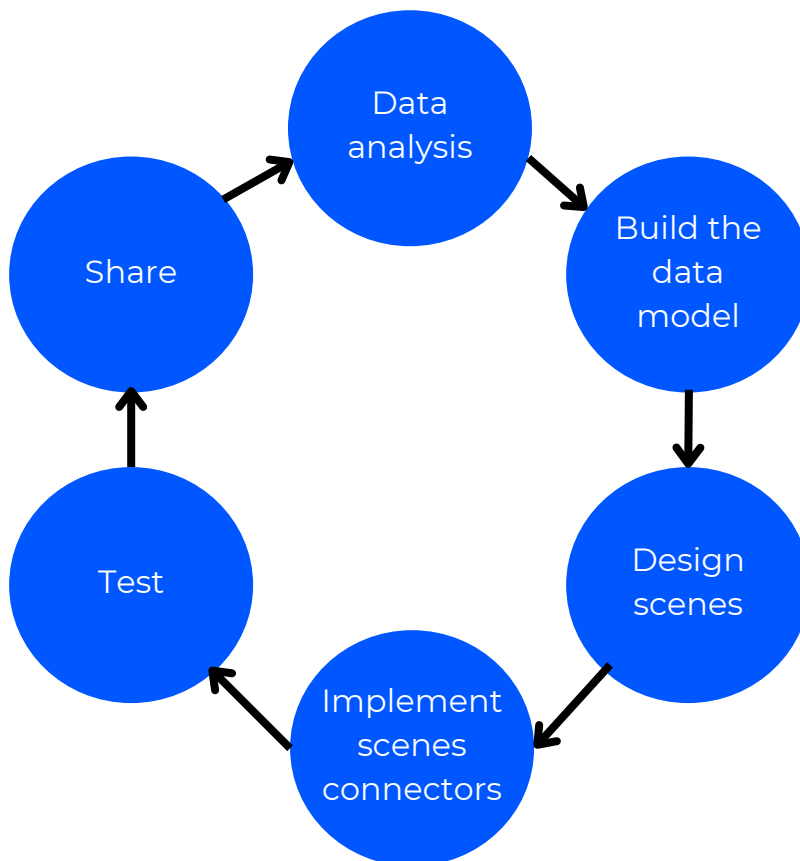 Data
analysis
Build the
data
model
Design
scenes
Implement
scenes
connectors
Test
Share